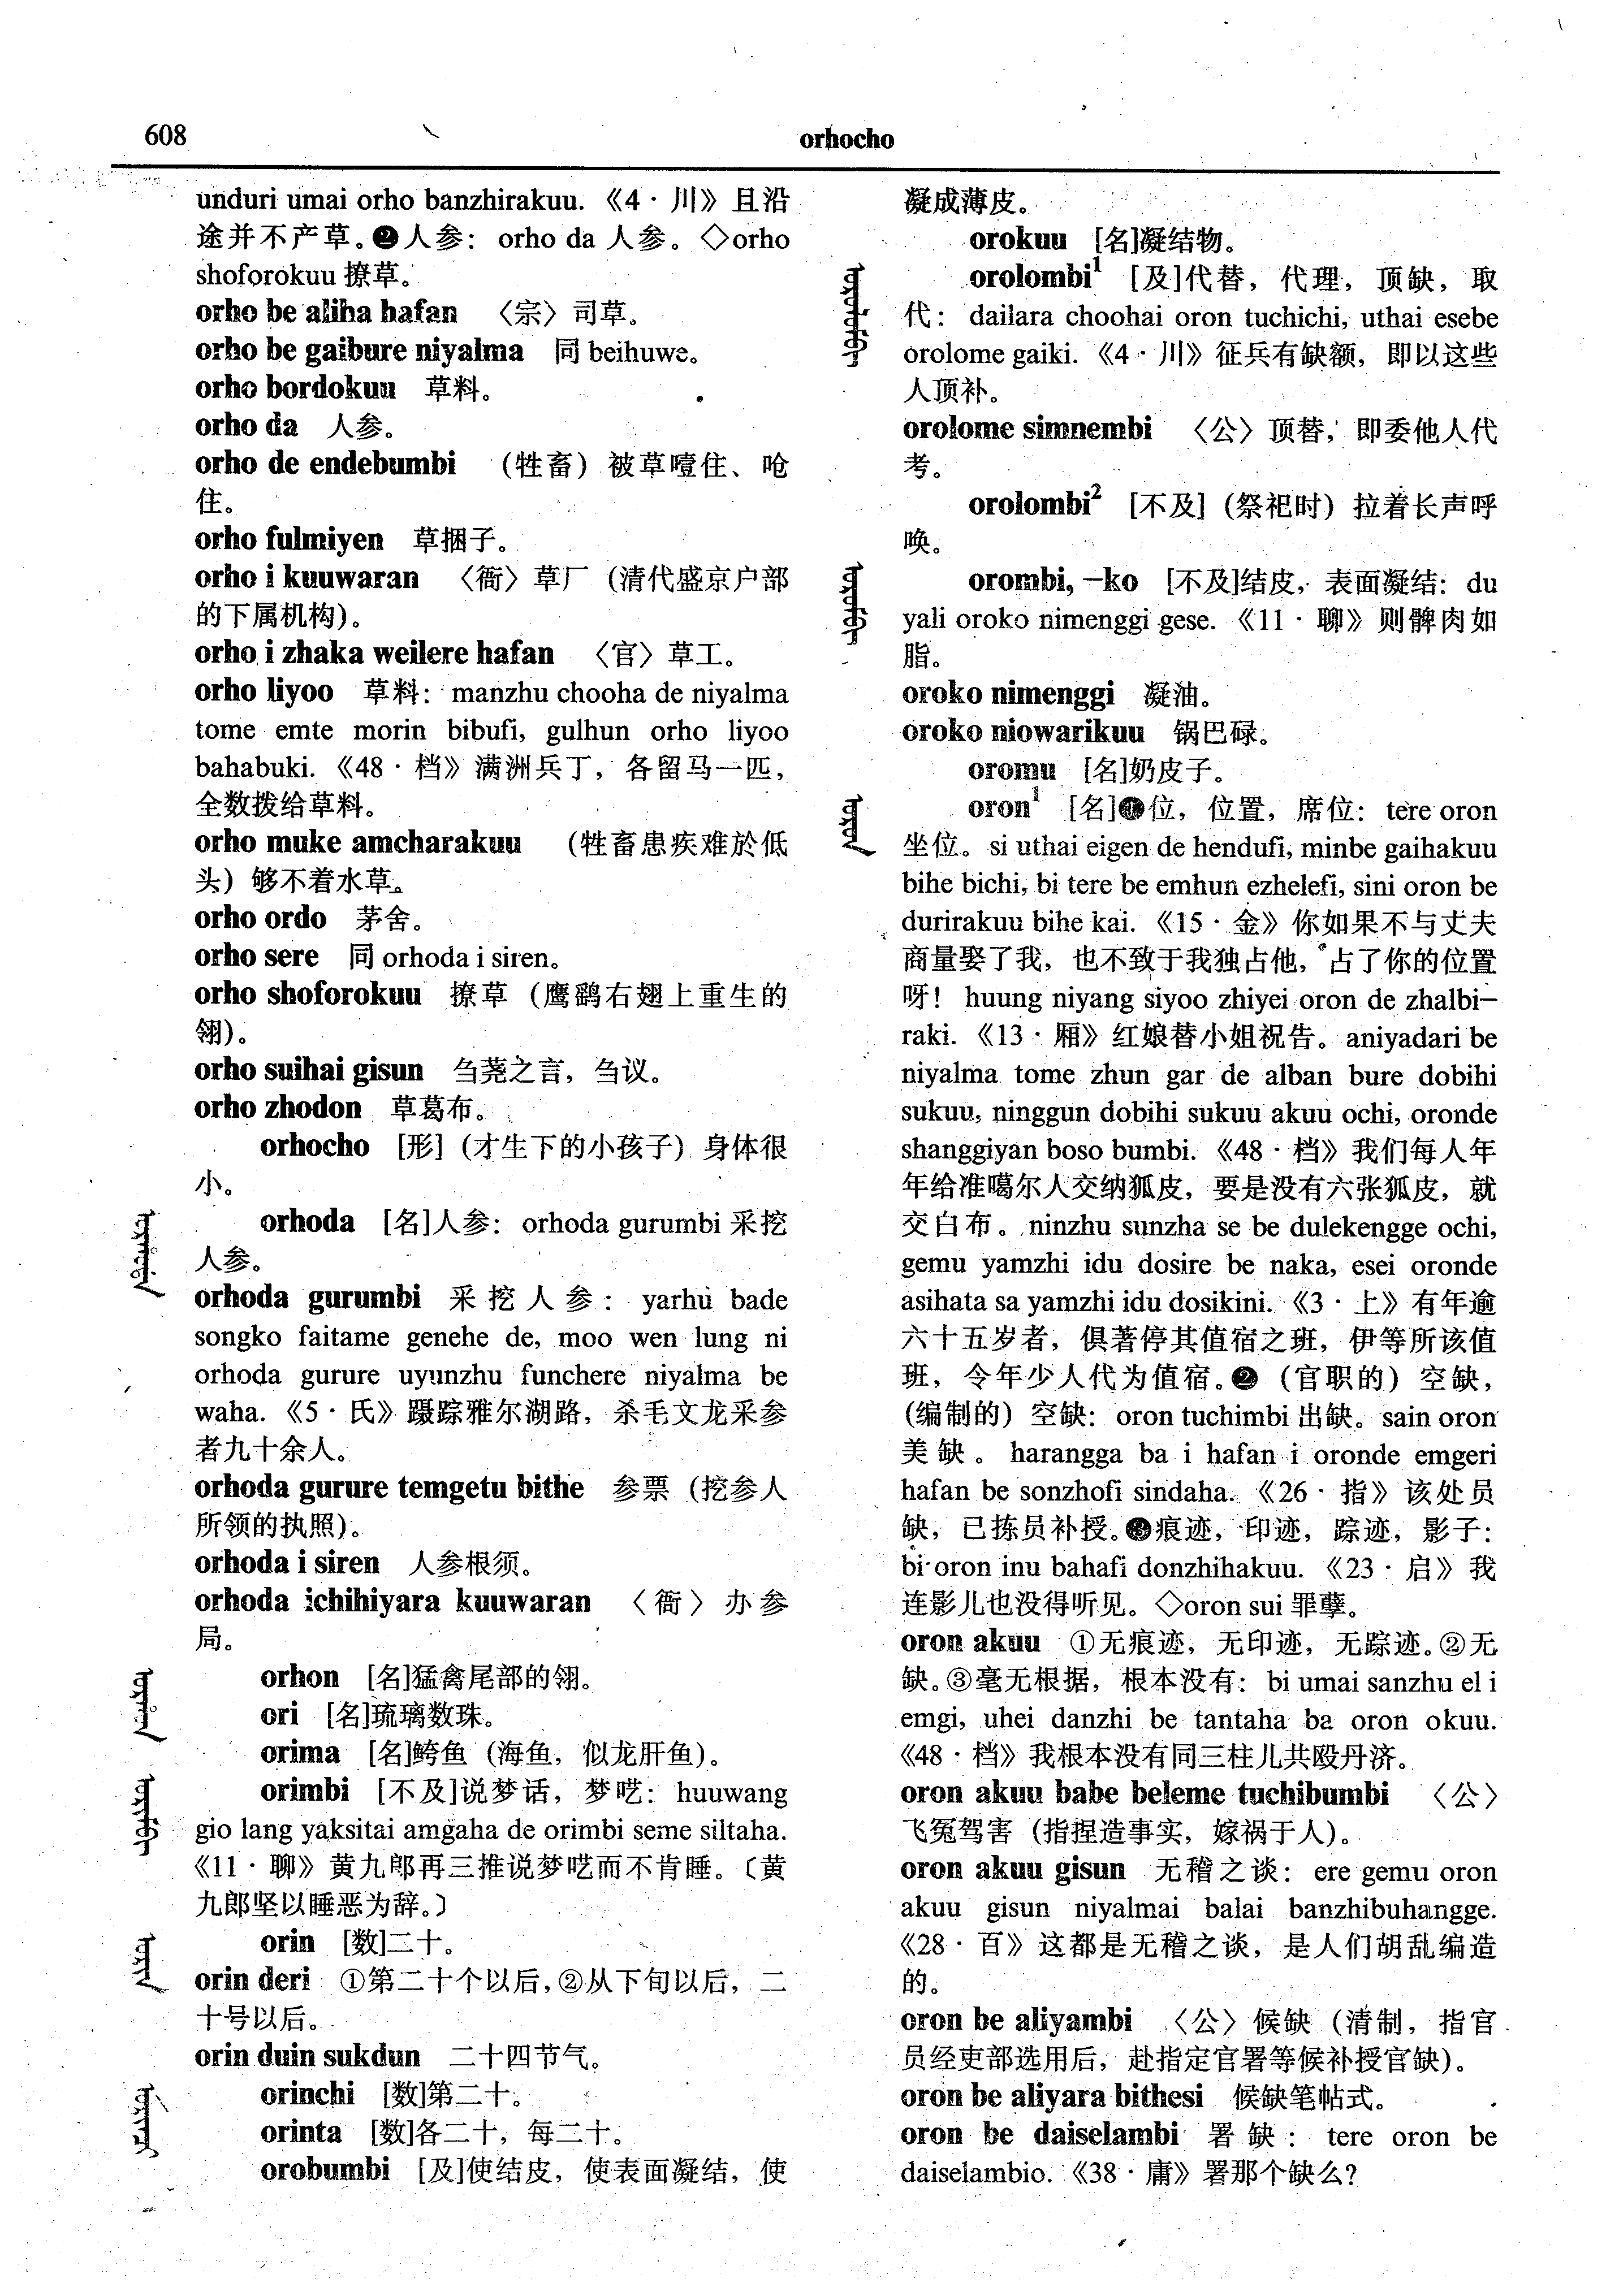 608
orhocho
unduri umai orho banzhirakuu.《4·川》且沿
途并不产草。❷人参：orho da 人参。◇orho
shoforokuu 撩草。
orho be aliha hafan 〈宗〉司草。
orho be gaibure niyalma 同 beihuwe。
orho bordokuu 草料。
orho da 人参。
orho de endebumbi （牲畜）被草噎住、呛
住。
orho fulmiyen 草捆子。
orho i kuuwaran 〈衙〉草厂（清代盛京户部
的下属机构）。
orho i zhaka weilere hafan 〈官〉草工。
orho liyoo 草料：manzhu chooha de niyalma
tome emte morin bibufi, gulhun orho liyoo
bahabuki.《48·档》满洲兵丁，各留马一匹，
全数拨给草料。
orho muke amcharakuu （牲畜患疾难於低
头）够不着水草。
orho ordo 茅舍。
orho sere 同 orhoda i siren。
orho shoforokuu 撩草（鹰鹞右翅上重生的
翎）。
orho suihai gisun 刍荛之言，刍议。
orho zhodon 草葛布。
orhocho [形]（才生下的小孩子）身体很
小。
orhoda [名]人参：orhoda gurumbi 采挖
人参。
orhoda gurumbi 采挖人参：yarhu bade
songko faitame genehe de, moo wen lung ni
orhoda gurure uyunzhu funchere niyalma be
waha.《5·氏》蹑踪雅尔湖路，杀毛文龙采参
者九十余人。
orhoda gurure temgetu bithe 参票（挖参人
所领的执照）。
orhoda i siren 人参根须。
orhoda ichihiyara kuuwaran 〈衙〉办参
局。
orhon [名]猛禽尾部的翎。
ori [名]琉璃数珠。
orima [名]鮬鱼（海鱼，似龙肝鱼）。
orimbi [不及]说梦话，梦呓：huuwang
gio lang yaksitai amgaha de orimbi seme siltaha.
《11·聊》黄九郎再三推说梦呓而不肯睡。〔黄
九郎坚以睡恶为辞。〕
orin [数]二十。
orin deri ①第二十个以后，②从下旬以后，二
十号以后。
orin duin sukdun 二十四节气。
orinchi [数]第二十。
orinta [数]各二十，每二十。
orobumbi [及]使结皮，使表面凝结，使
凝成薄皮。
orokuu [名]凝结物。
orolombi¹ [及]代替，代理，顶缺，取
代：dailara choohai oron tuchichi, uthai esebe
orolome gaiki.《4·川》征兵有缺额，即以这些
人顶补。
orolome simnembi 〈公〉顶替，即委他人代
考。
orolombi² [不及]（祭祀时）拉着长声呼
唤。
orombi, -ko [不及]结皮，表面凝结：du
yali oroko nimenggi gese.《11·聊》则髀肉如
脂。
oroko nimenggi 凝油。
oroko niowarikuu 锅巴碌。
oromu [名]奶皮子。
oron¹ [名]❶位，位置，席位：tere oron
坐位。si uthai eigen de hendufi, minbe gaihakuu
bihe bichi, bi tere be emhun ezhelefi, sini oron be
durirakuu bihe kai.《15·金》你如果不与丈夫
商量娶了我，也不致于我独占他，占了你的位置
呀！huung niyang siyoo zhiyei oron de zhalbi-
raki.《13·厢》红娘替小姐祝告。aniyadari be
niyalma tome zhun gar de alban bure dobihi
sukuu, ninggun dobihi sukuu akuu ochi, oronde
shanggiyan boso bumbi.《48·档》我们每人年
年给准噶尔人交纳狐皮，要是没有六张狐皮，就
交白布。ninzhu sunzha se be dulekengge ochi,
gemu yamzhi idu dosire be naka, esei oronde
asihata sa yamzhi idu dosikini.《3·上》有年逾
六十五岁者，俱著停其值宿之班，伊等所该值
班，令年少人代为值宿。❷（官职的）空缺，
（编制的）空缺：oron tuchimbi 出缺。sain oron
美缺。harangga ba i hafan i oronde emgeri
hafan be sonzhofi sindaha.《26·指》该处员
缺，已拣员补授。❸痕迹，印迹，踪迹，影子：
bi oron inu bahafi donzhihakuu.《23·启》我
连影儿也没得听见。◇oron sui 罪孽。
oron akuu ①无痕迹，无印迹，无踪迹。②无
缺。③毫无根据，根本没有：bi umai sanzhu el i
emgi, uhei danzhi be tantaha ba oron okuu.
《48·档》我根本没有同三柱儿共殴丹济。
oron akuu babe beleme tuchibumbi 〈公〉
飞冤驾害（指捏造事实，嫁祸于人）。
oron akuu gisun 无稽之谈：ere gemu oron
akuu gisun niyalmai balai banzhibuhangge.
《28·百》这都是无稽之谈，是人们胡乱编造
的。
oron be aliyambi 〈公〉候缺（清制，指官
员经吏部选用后，赴指定官署等候补授官缺）。
oron be aliyara bithesi 候缺笔帖式。
oron be daiselambi 署缺：tere oron be
daiselambio.《38·庸》署那个缺么？